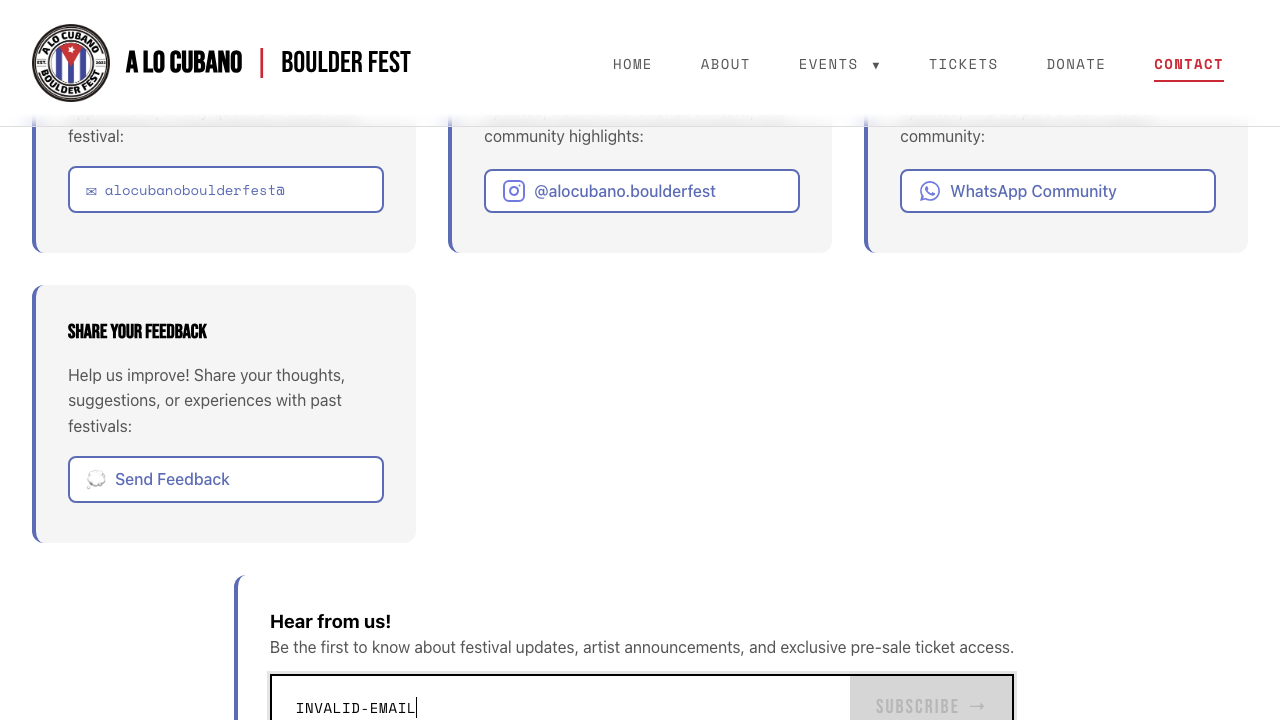 A LO CUBANO
EST. 2023
BOULDER FEST
A LO CUBANO | BOULDER FEST
HOME
ABOUT
EVENTS ▼
TICKETS
DONATE
CONTACT
festival:
✉ alocubanoboulderfest@
community highlights:
@alocubano.boulderfest
community:
WhatsApp Community
SHARE YOUR FEEDBACK
Help us improve! Share your thoughts,
suggestions, or experiences with past
festivals:
Send Feedback
Hear from us!
Be the first to know about festival updates, artist announcements, and exclusive pre-sale ticket access.
INVALID-EMAIL
SUBSCRIBE →